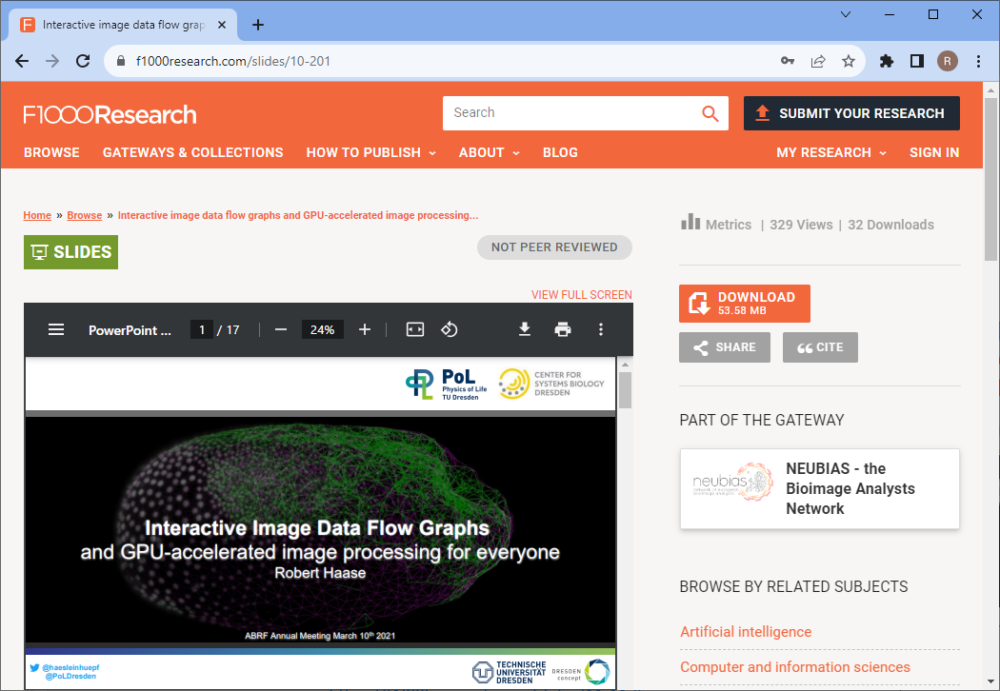 Interactive image data flow grap
f1000research.com/slides/10-201
R
F1000Research
Search
SUBMIT YOUR RESEARCH
BROWSE GATEWAYS & COLLECTIONS HOW TO PUBLISH ABOUT BLOG MY RESEARCH SIGN IN
Home » Browse » Interactive image data flow graphs and GPU-accelerated image processing...
SLIDES
NOT PEER REVIEWED
VIEW FULL SCREEN
PowerPoint ... 1 / 17 24%
PoL
Physics of Life
TU Dresden
CENTER FOR
SYSTEMS BIOLOGY
DRESDEN
Interactive Image Data Flow Graphs
and GPU-accelerated image processing for everyone
Robert Haase
ABRF Annual Meeting March 10th 2021
@haesleinhuepf
@PoLDresden
TECHNISCHE
UNIVERSITÄT
DRESDEN
DRESDEN
concept
Metrics | 329 Views | 32 Downloads
DOWNLOAD
53.58 MB
SHARE
CITE
PART OF THE GATEWAY
neubias
NEUBIAS - the
Bioimage Analysts
Network
BROWSE BY RELATED SUBJECTS
Artificial intelligence
Computer and information sciences